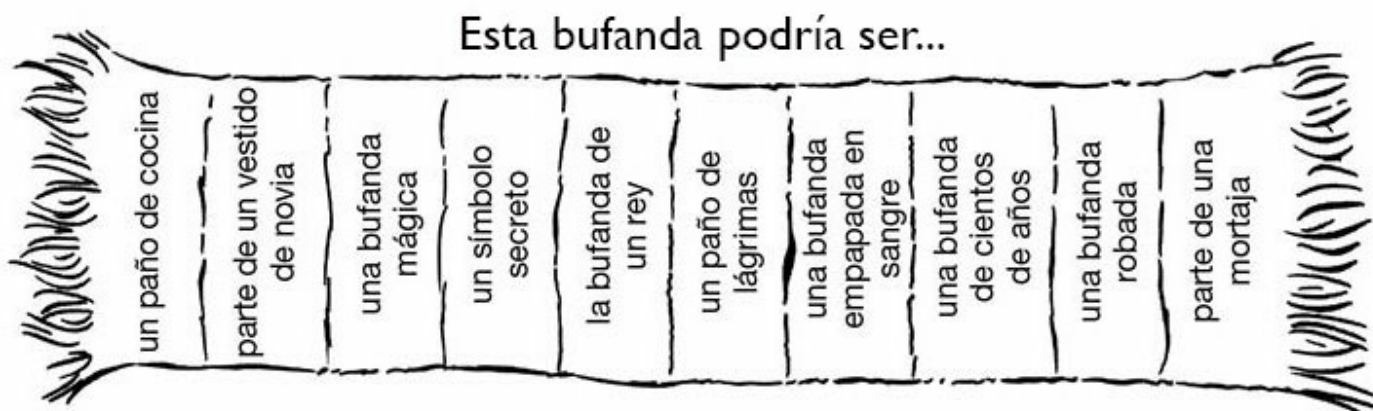 Esta bufanda podría ser...
un paño de cocina
parte de un vestido
de novia
una bufanda
mágica
un símbolo
secreto
la bufanda de
un rey
un paño de
lágrimas
una bufanda
empapada en
sangre
una bufanda
de cientos
de años
una bufanda
robada
parte de una
mortaja